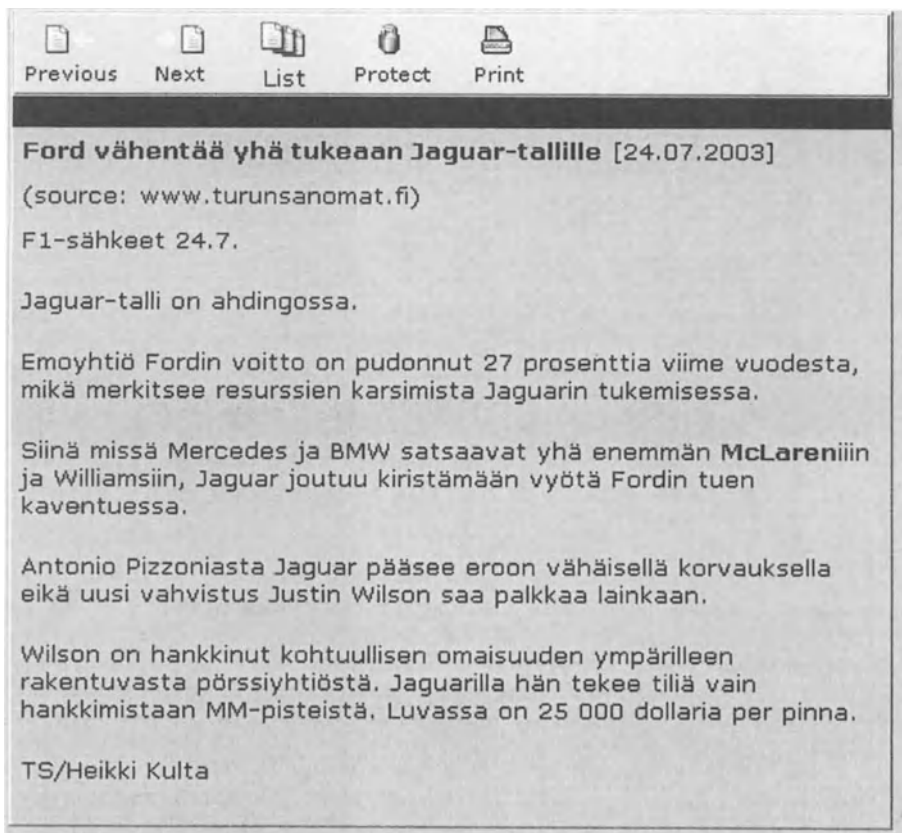 Previous Next List Protect Print
Ford vähentää yhä tukeaan Jaguar-tallille [24.07.2003]
(source: www.turunsanomat.fi)
F1-sähkeet 24.7.
Jaguar-talli on ahdingossa.
Emoyhtiö Fordin voitto on pudonnut 27 prosenttia viime vuodesta,
mikä merkitsee resurssien karsimista Jaguarin tukemisessa.
Siinä missä Mercedes ja BMW satsaavat yhä enemmän McLareniiin
ja Williamsiin, Jaguar joutuu kiristämään vyötä Fordin tuen
kaventuessa.
Antonio Pizzoniasta Jaguar pääsee eroon vähäisellä korvauksella
eikä uusi vahvistus Justin Wilson saa palkkaa lainkaan.
Wilson on hankkinut kohtuullisen omaisuuden ympärilleen
rakentuvasta pörssiyhtiöstä. Jaguarilla hän tekee tiliä vain
hankkimistaan MM-pisteistä. Luvassa on 25 000 dollaria per pinna.
TS/Heikki Kulta